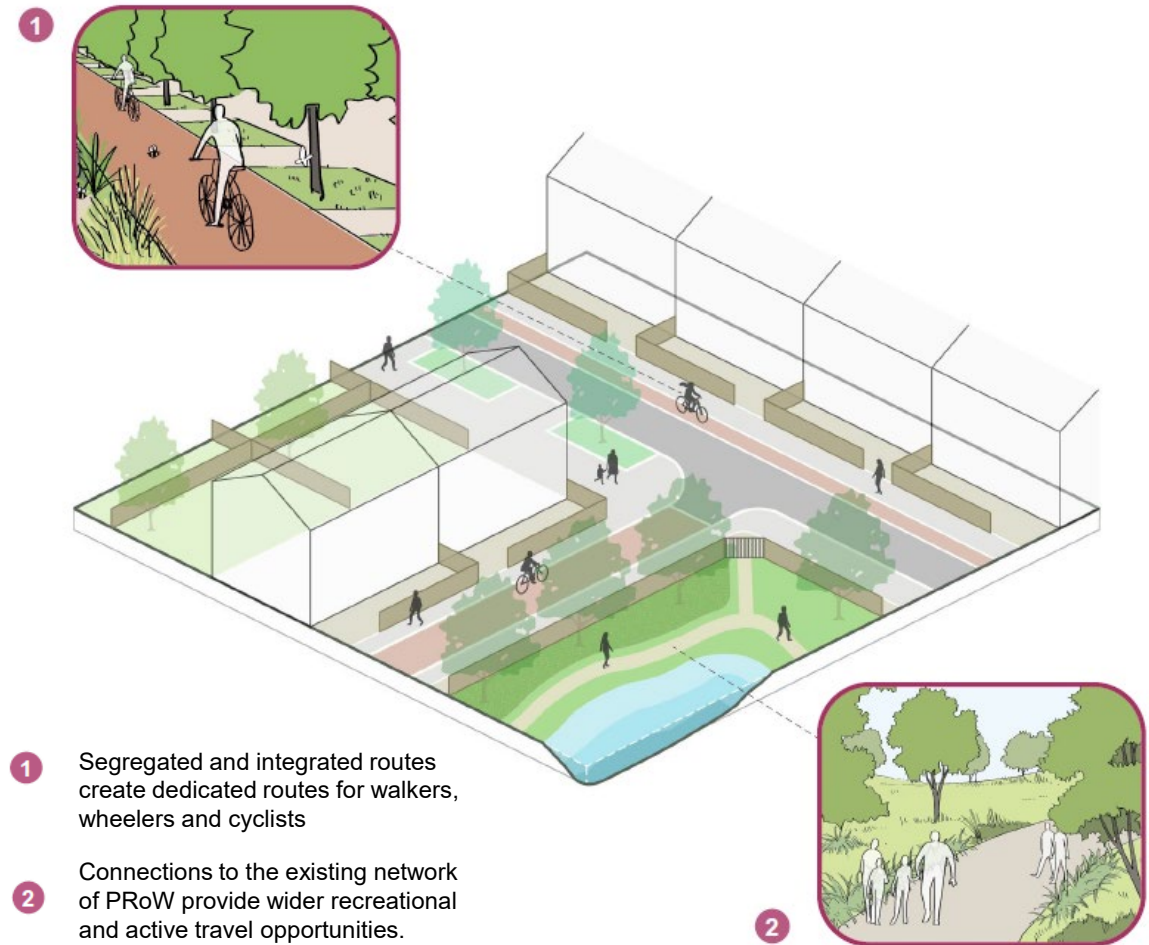 1
1
Segregated and integrated routes
create dedicated routes for walkers,
wheelers and cyclists
2
Connections to the existing network
of PRoW provide wider recreational
and active travel opportunities.
2